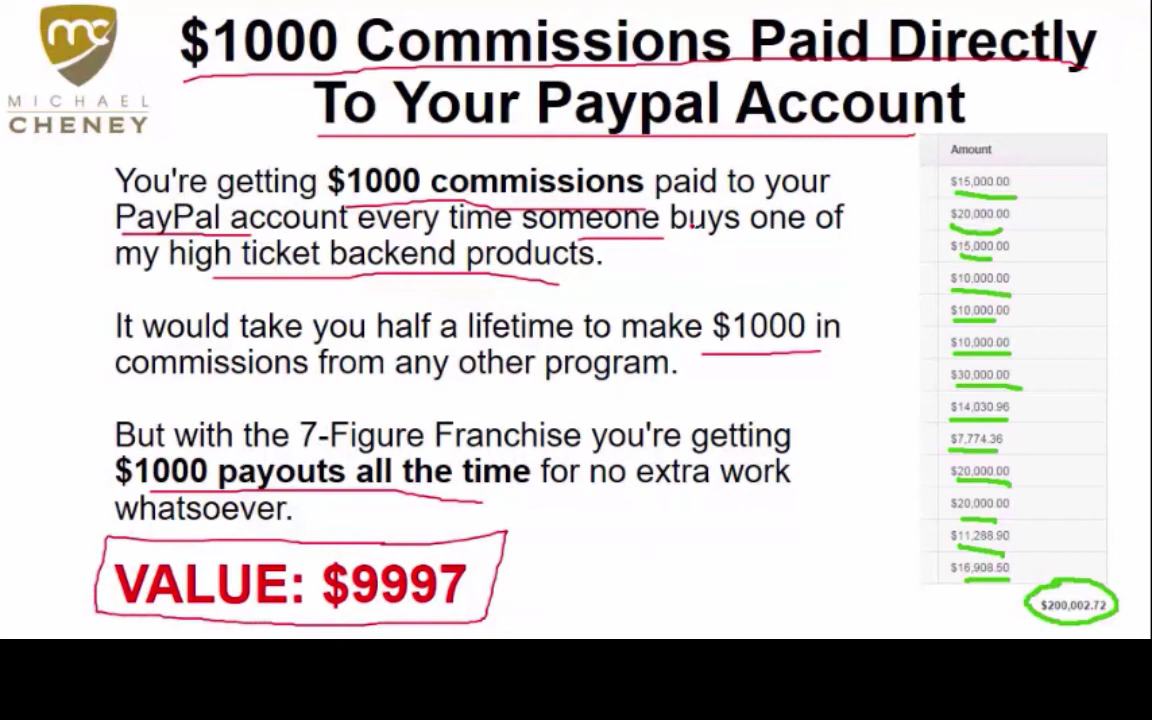 mc
MICHAEL
CHENEY
$1000 Commissions Paid Directly
To Your Paypal Account
You're getting $1000 commissions paid to your
PayPal account every time someone buys one of
my high ticket backend products.
It would take you half a lifetime to make $1000 in
commissions from any other program.
But with the 7-Figure Franchise you're getting
$1000 payouts all the time for no extra work
whatsoever.
VALUE: $9997
Amount
$15,000.00
$20,000.00
$15,000.00
$10,000.00
$10,000.00
$10,000.00
$30,000.00
$14,030.96
$7,774.36
$20,000.00
$20,000.00
$11,288.90
$16,908.50
$200,002.72